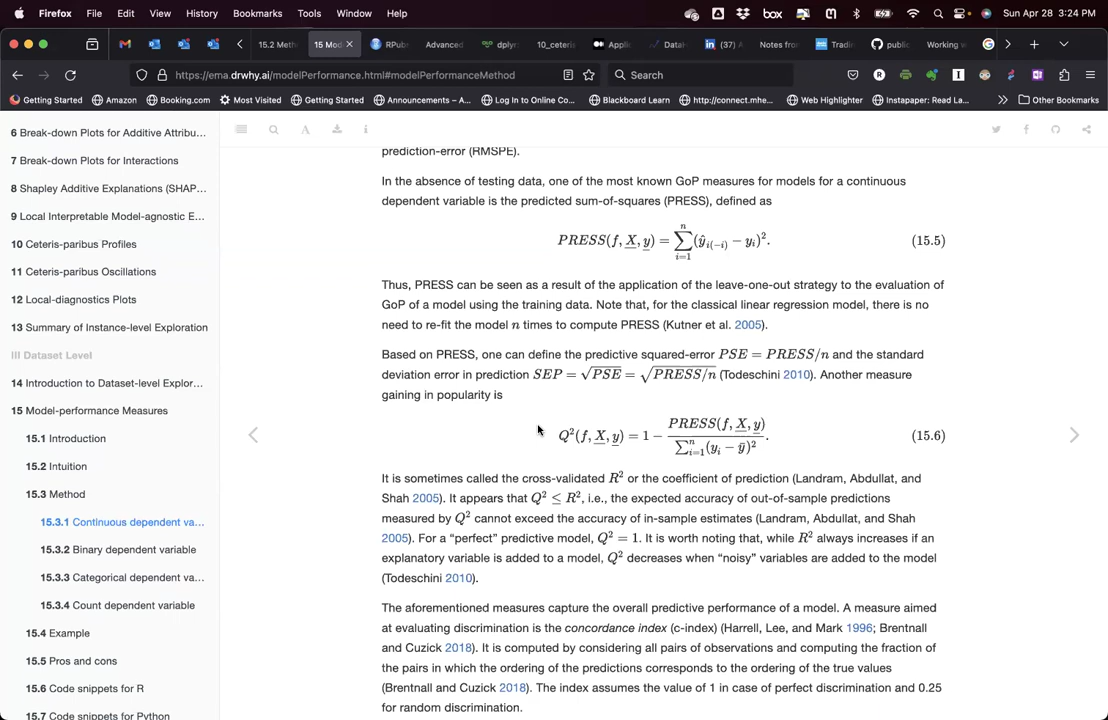 Firefox File Edit View History Bookmarks Tools Window Help box Sun Apr 28 3:24 PM
15.2 Meth 15 Mod RPub Advanced dplyr 10_ceteris Applic DataH (37) Notes from Tradin public Working w
https://ema.drwhy.ai/modelPerformance.html#modelPerformanceMethod Search
Getting Started Amazon Booking.com Most Visited Getting Started Announcements – A... Log In to Online Co... Blackboard Learn http://connect.mhe... Web Highlighter Instapaper: Read La... Other Bookmarks
6 Break-down Plots for Additive Attribu...
7 Break-down Plots for Interactions
8 Shapley Additive Explanations (SHAP...
9 Local Interpretable Model-agnostic E...
10 Ceteris-paribus Profiles
11 Ceteris-paribus Oscillations
12 Local-diagnostics Plots
13 Summary of Instance-level Exploration
III Dataset Level
14 Introduction to Dataset-level Explor...
15 Model-performance Measures
15.1 Introduction
15.2 Intuition
15.3 Method
15.3.1 Continuous dependent va...
15.3.2 Binary dependent variable
15.3.3 Categorical dependent va...
15.3.4 Count dependent variable
15.4 Example
15.5 Pros and cons
15.6 Code snippets for R
15.7 Code snippets for Python
prediction-error (RMSPE).
In the absence of testing data, one of the most known GoP measures for models for a continuous
dependent variable is the predicted sum-of-squares (PRESS), defined as
PRESS(f, X, y) = ∑ᵢ₌₁ⁿ (ŷᵢ₍₋ᵢ₎ − yᵢ)². (15.5)
Thus, PRESS can be seen as a result of the application of the leave-one-out strategy to the evaluation of
GoP of a model using the training data. Note that, for the classical linear regression model, there is no
need to re-fit the model n times to compute PRESS (Kutner et al. 2005).
Based on PRESS, one can define the predictive squared-error PSE = PRESS/n and the standard
deviation error in prediction SEP = √PSE = √PRESS/n (Todeschini 2010). Another measure
gaining in popularity is
Q²(f, X, y) = 1 − PRESS(f, X, y) / ∑ᵢ₌₁ⁿ (yᵢ − ȳ)². (15.6)
It is sometimes called the cross-validated R² or the coefficient of prediction (Landram, Abdullat, and
Shah 2005). It appears that Q² ≤ R², i.e., the expected accuracy of out-of-sample predictions
measured by Q² cannot exceed the accuracy of in-sample estimates (Landram, Abdullat, and Shah
2005). For a “perfect” predictive model, Q² = 1. It is worth noting that, while R² always increases if an
explanatory variable is added to a model, Q² decreases when “noisy” variables are added to the model
(Todeschini 2010).
The aforementioned measures capture the overall predictive performance of a model. A measure aimed
at evaluating discrimination is the concordance index (c-index) (Harrell, Lee, and Mark 1996; Brentnall
and Cuzick 2018). It is computed by considering all pairs of observations and computing the fraction of
the pairs in which the ordering of the predictions corresponds to the ordering of the true values
(Brentnall and Cuzick 2018). The index assumes the value of 1 in case of perfect discrimination and 0.25
for random discrimination.